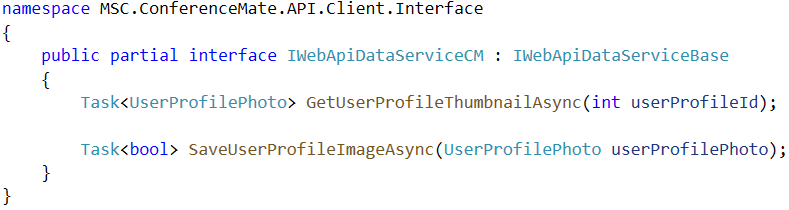 namespace MSC.ConferenceMate.API.Client.Interface
{
    public partial interface IWebApiDataServiceCM : IWebApiDataServiceBase
    {
        Task<UserProfilePhoto> GetUserProfileThumbnailAsync(int userProfileId);

        Task<bool> SaveUserProfileImageAsync(UserProfilePhoto userProfilePhoto);
    }
}